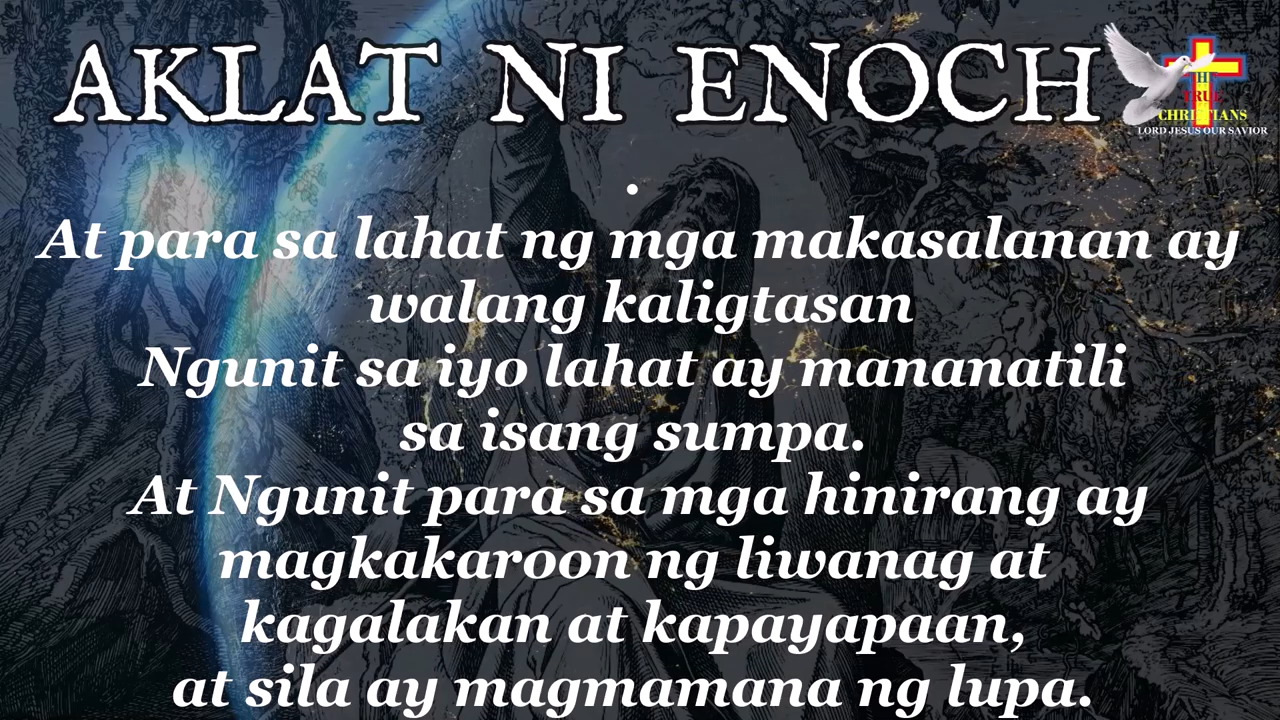 AKLAT NI ENOCH
TRUE
CHRISTIANS
LORD JESUS OUR SAVIOR
.
At para sa lahat ng mga makasalanan ay
walang kaligtasan
Ngunit sa iyo lahat ay mananatili
sa isang sumpa.
At Ngunit para sa mga hinirang ay
magkakaroon ng liwanag at
kagalakan at kapayapaan,
at sila ay magmamana ng lupa.